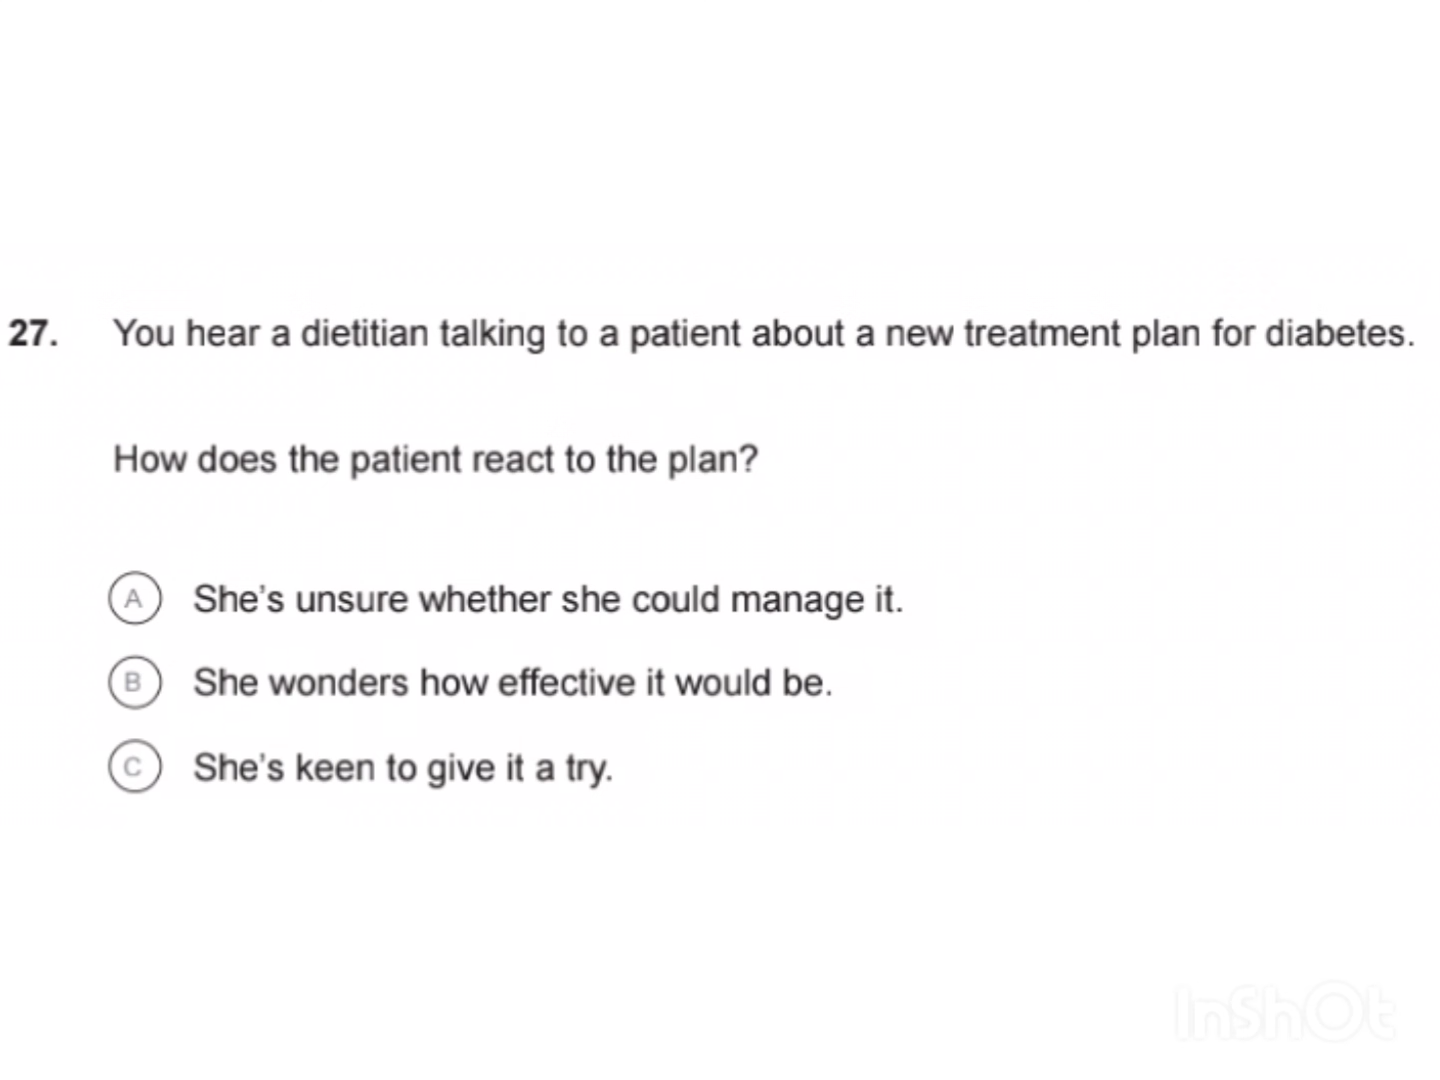 27. You hear a dietitian talking to a patient about a new treatment plan for diabetes.
How does the patient react to the plan?
A She's unsure whether she could manage it.
B She wonders how effective it would be.
C She's keen to give it a try.
InShOt